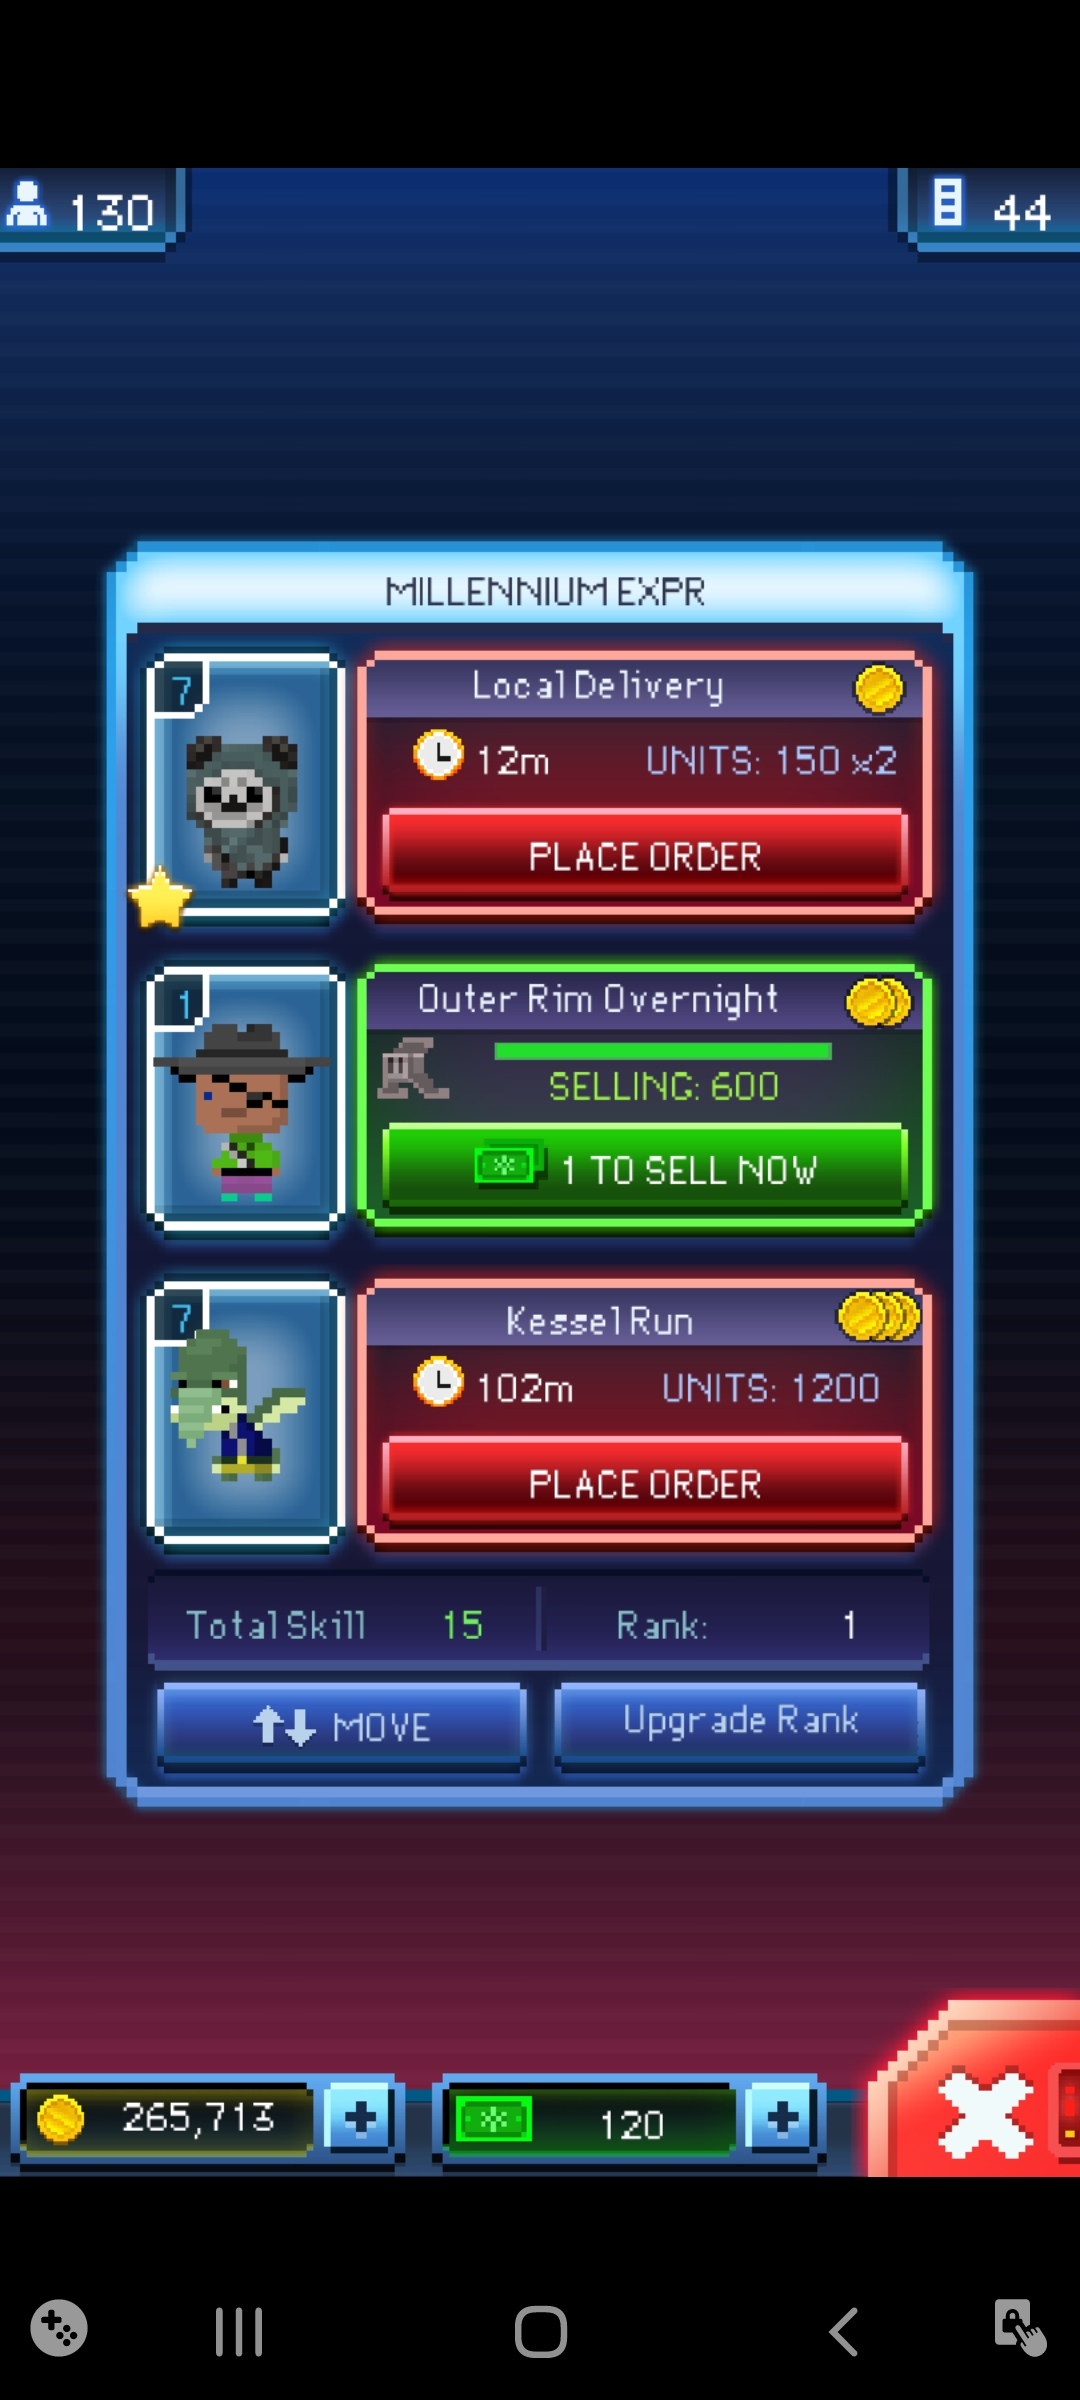 130
44
MILLENNIUM EXPR
7
Local Delivery
12m UNITS: 150 x2
PLACE ORDER
1
Outer Rim Overnight
SELLING: 600
1 TO SELL NOW
7
Kessel Run
102m UNITS: 1200
PLACE ORDER
Total Skill 15 Rank: 1
MOVE Upgrade Rank
265,713 + 120 +